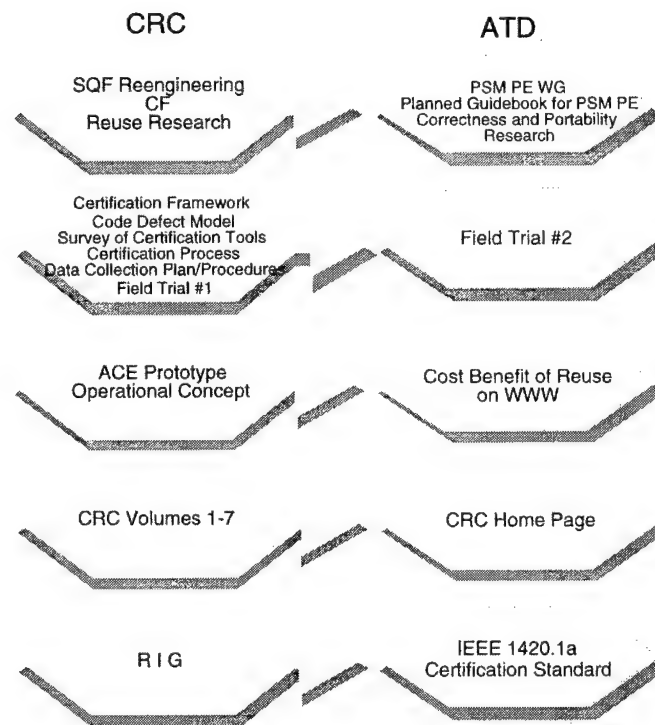 CRC
ATD
SQF Reengineering
CF
Reuse Research
PSM PE WG
Planned Guidebook for PSM PE
Correctness and Portability
Research
Certification Framework
Code Defect Model
Survey of Certification Tools
Certification Process
Data Collection Plan/Procedures
Field Trial #1
Field Trial #2
ACE Prototype
Operational Concept
Cost Benefit of Reuse
on WWW
CRC Volumes 1-7
CRC Home Page
R I G
IEEE 1420.1a
Certification Standard